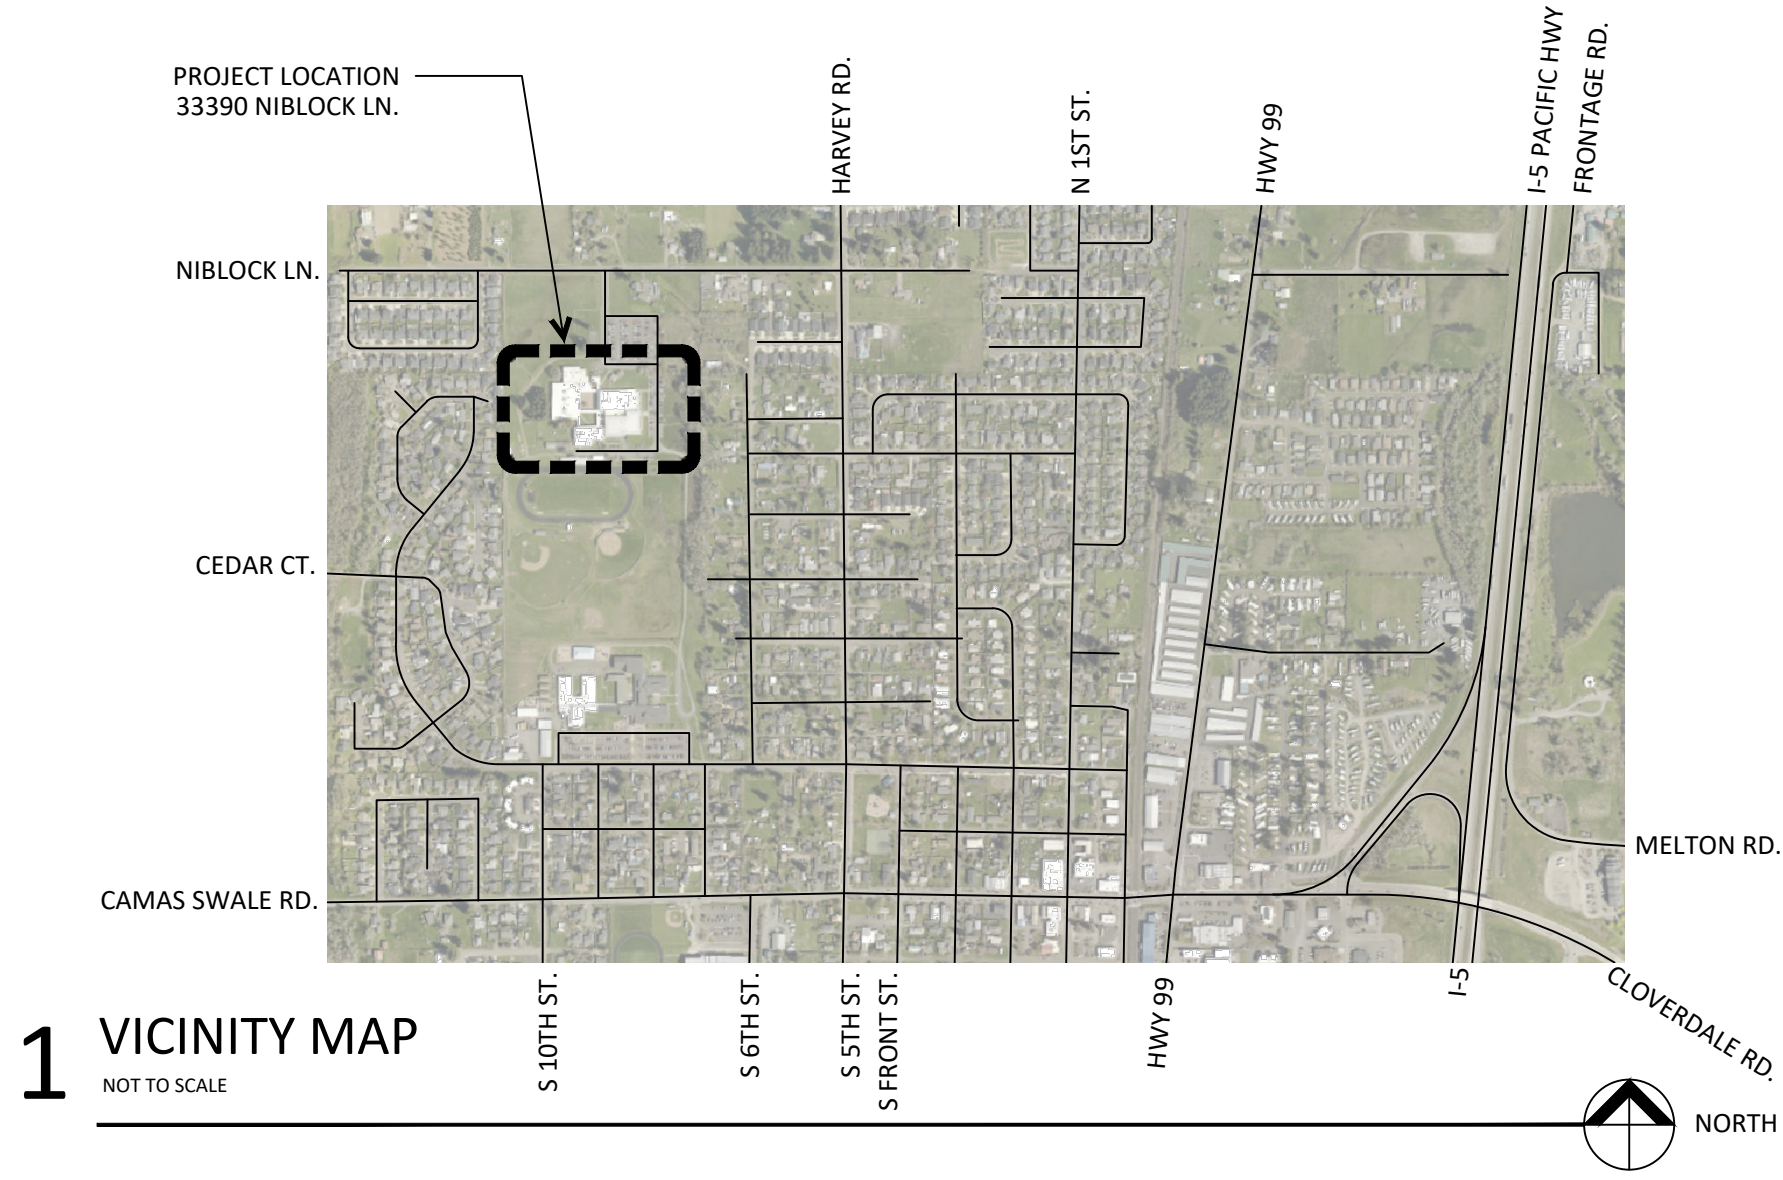 PROJECT LOCATION
33390 NIBLOCK LN.
HARVEY RD.
N 1ST ST.
HWY 99
I-5 PACIFIC HWY
FRONTAGE RD.
NIBLOCK LN.
CEDAR CT.
CAMAS SWALE RD.
MELTON RD.
S 10TH ST.
S 6TH ST.
S 5TH ST.
S FRONT ST.
HWY 99
I-5
CLOVERDALE RD.
1 VICINITY MAP
NOT TO SCALE
NORTH